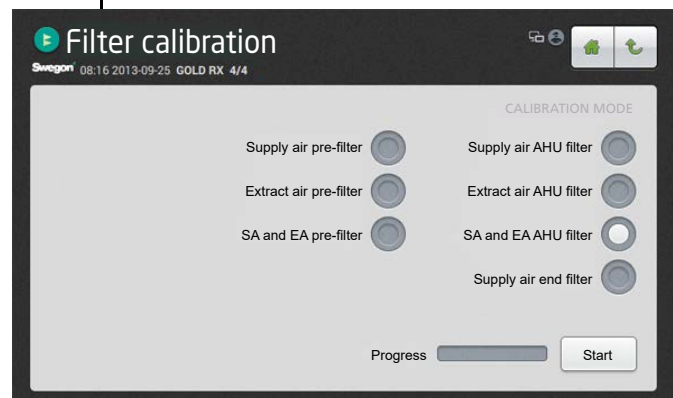 Filter calibration
Swegon 08:16 2013-09-25 GOLD RX 4/4
CALIBRATION MODE
Supply air pre-filter
Supply air AHU filter
Extract air pre-filter
Extract air AHU filter
SA and EA pre-filter
SA and EA AHU filter
Supply air end filter
Progress
Start